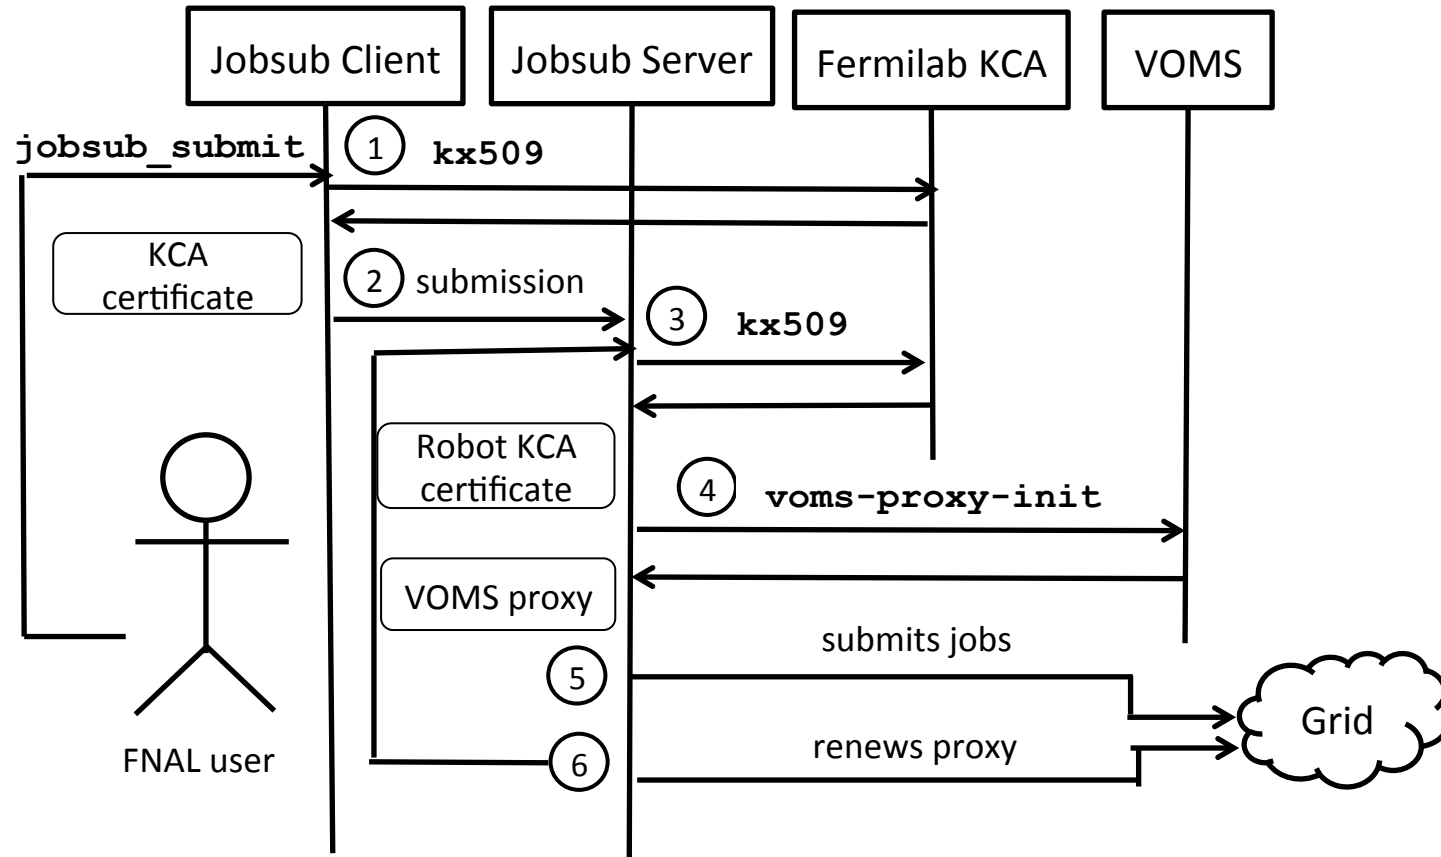 Jobsub Client
Jobsub Server
Fermilab KCA
VOMS
jobsub_submit
1
kx509
KCA
certificate
2
submission
3
kx509
Robot KCA
certificate
4
voms-proxy-init
VOMS proxy
submits jobs
5
Grid
FNAL user
6
renews proxy